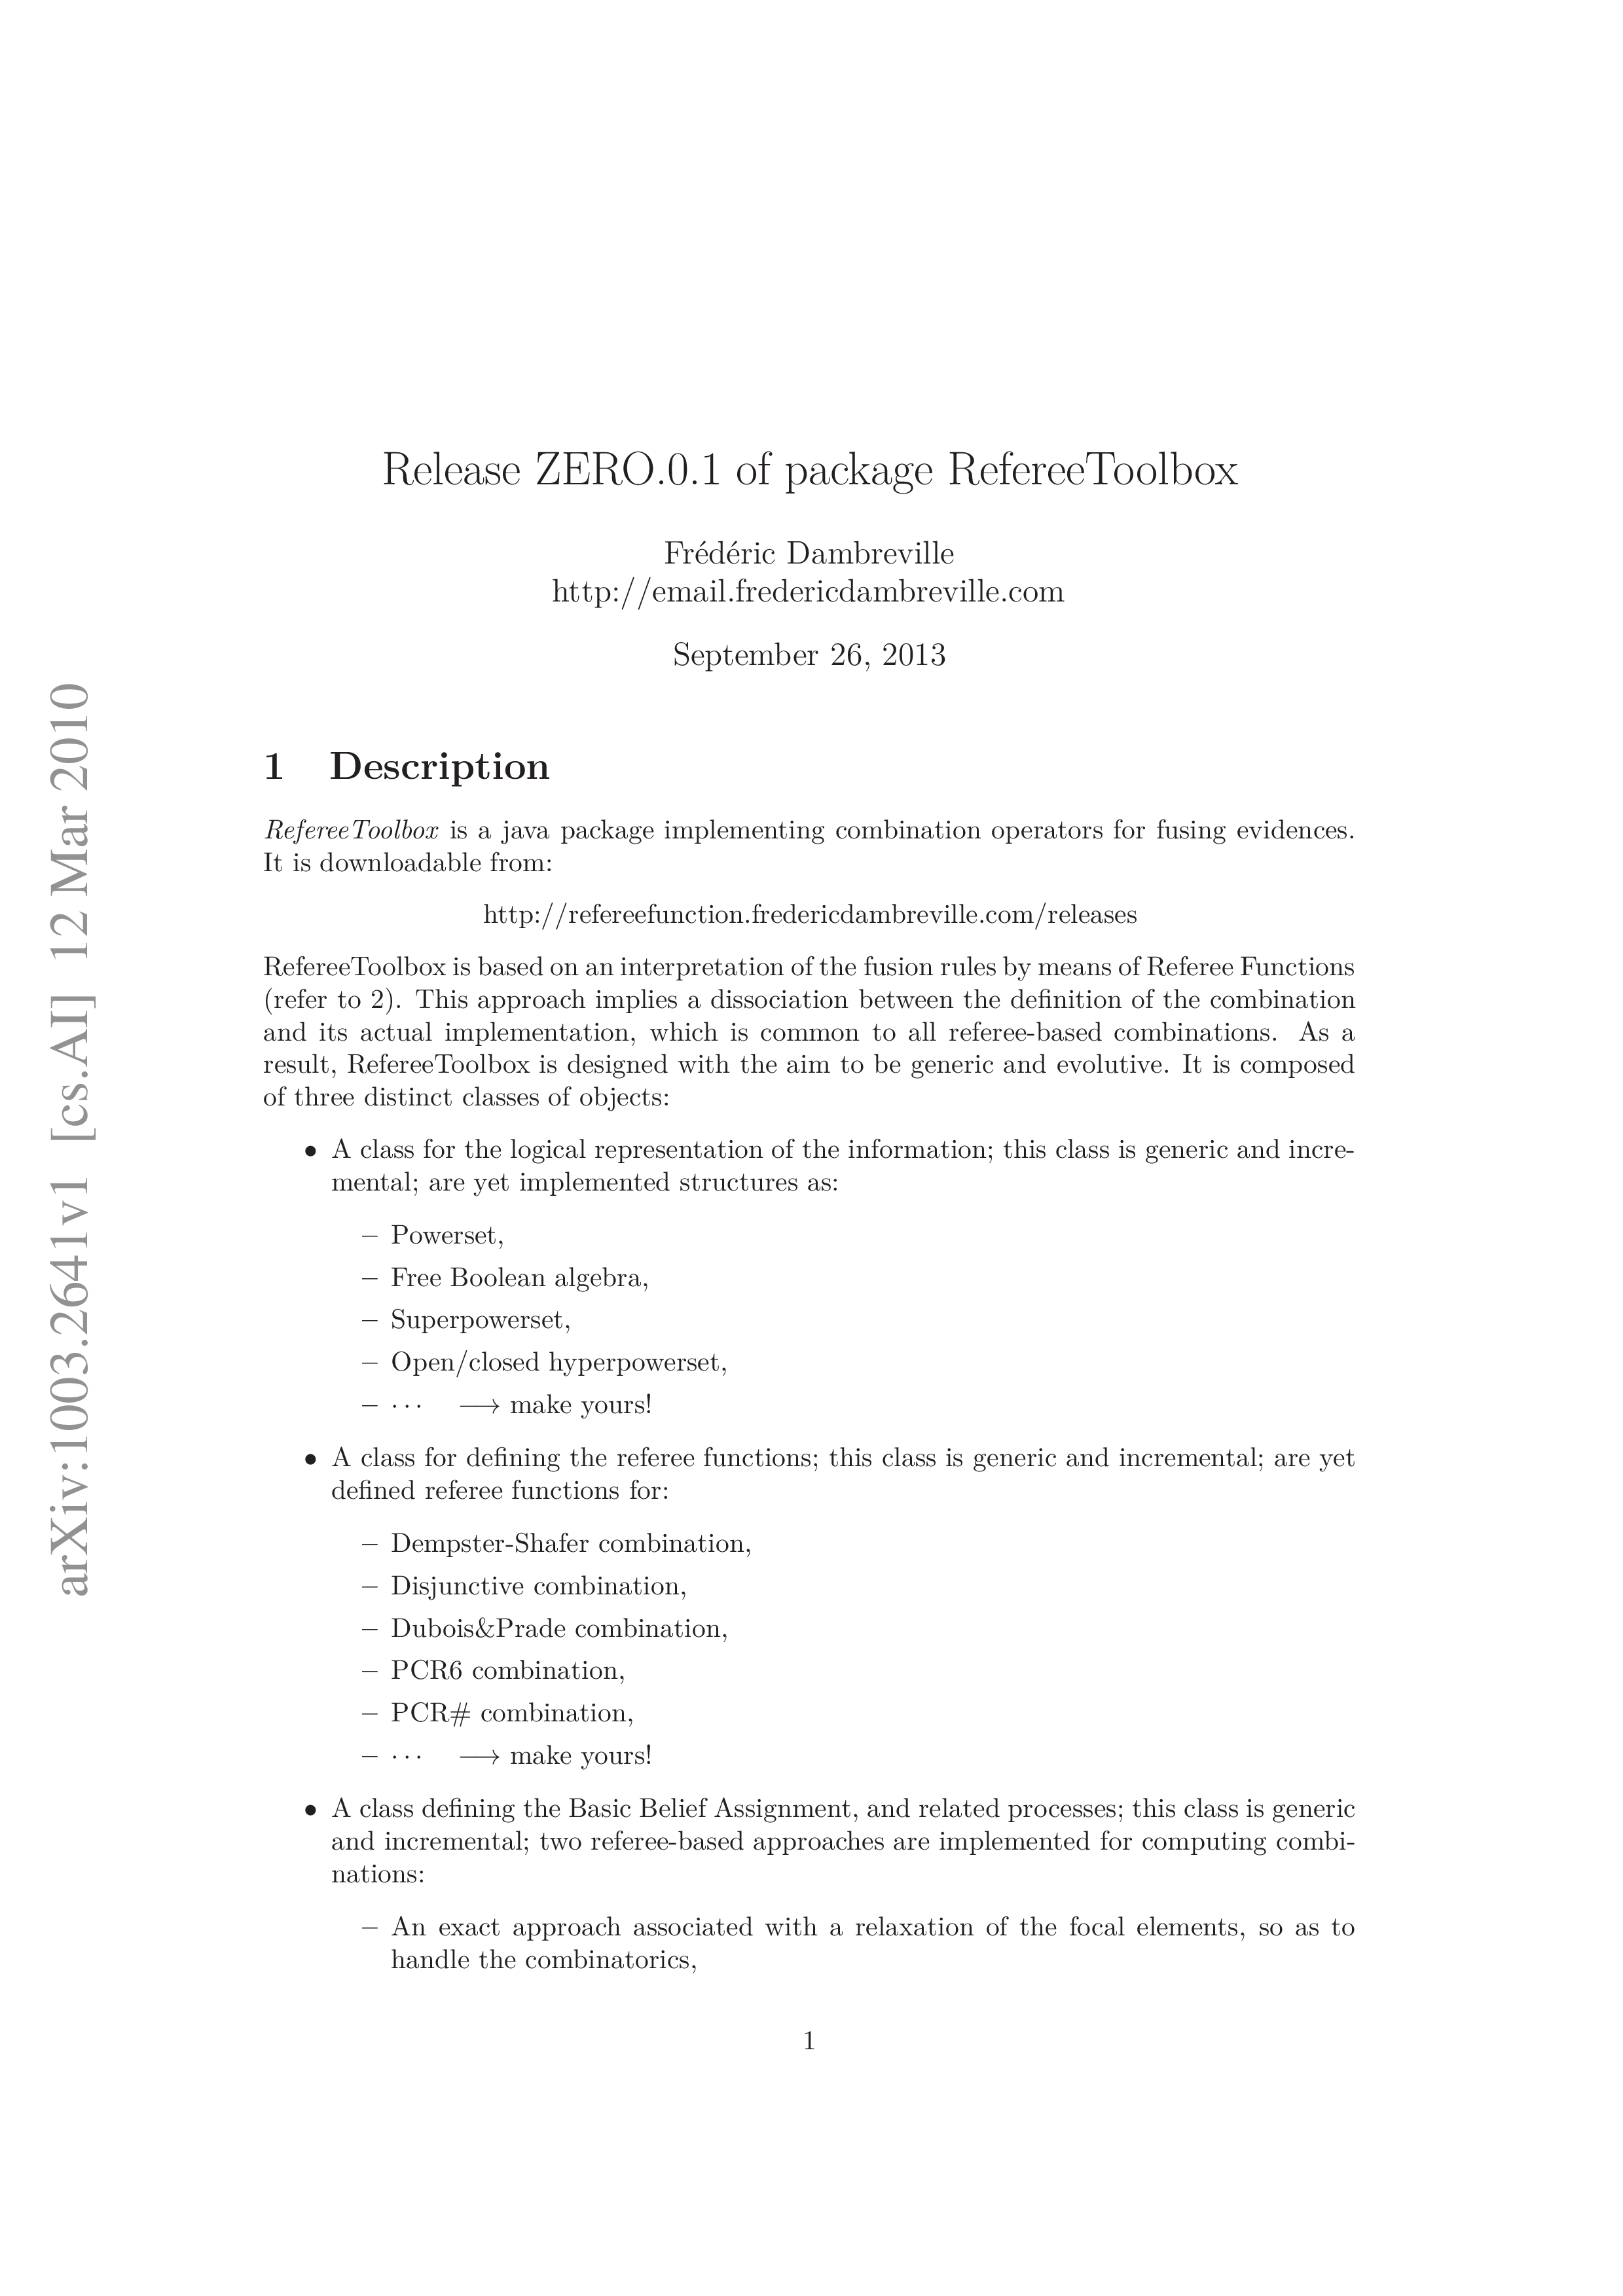 Release ZERO.0.1 of package RefereeToolbox
Frédéric Dambreville
http://email.fredericdambreville.com
September 26, 2013
1 Description
RefereeToolbox is a java package implementing combination operators for fusing evidences.
It is downloadable from:
http://refereefunction.fredericdambreville.com/releases
RefereeToolbox is based on an interpretation of the fusion rules by means of Referee Functions
(refer to 2). This approach implies a dissociation between the definition of the combination
and its actual implementation, which is common to all referee-based combinations. As a
result, RefereeToolbox is designed with the aim to be generic and evolutive. It is composed
of three distinct classes of objects:
• A class for the logical representation of the information; this class is generic and incre-
mental; are yet implemented structures as:
– Powerset,
– Free Boolean algebra,
– Superpowerset,
– Open/closed hyperpowerset,
– ··· ⟶ make yours!
• A class for defining the referee functions; this class is generic and incremental; are yet
defined referee functions for:
– Dempster-Shafer combination,
– Disjunctive combination,
– Dubois&Prade combination,
– PCR6 combination,
– PCR# combination,
– ··· ⟶ make yours!
• A class defining the Basic Belief Assignment, and related processes; this class is generic
and incremental; two referee-based approaches are implemented for computing combi-
nations:
– An exact approach associated with a relaxation of the focal elements, so as to
handle the combinatorics,
1
arXiv:1003.2641v1 [cs.AI] 12 Mar 2010